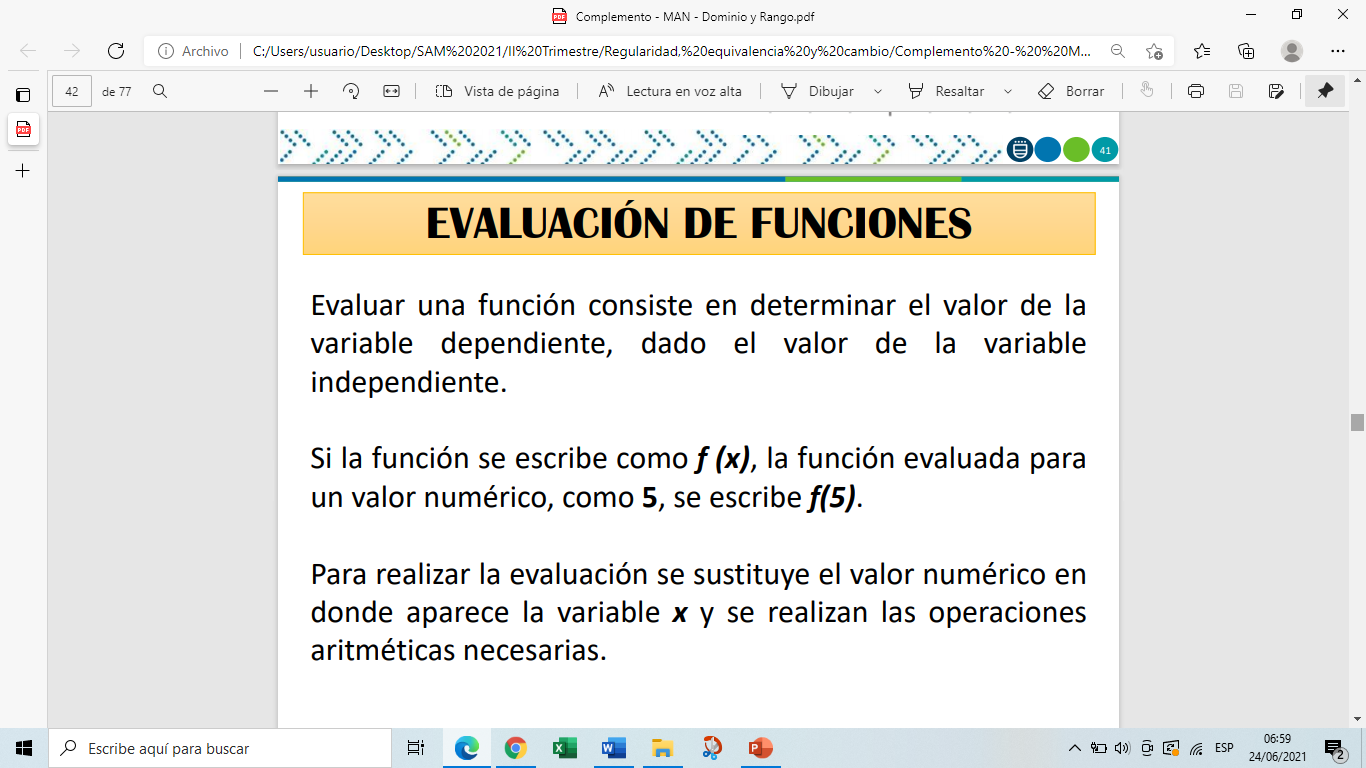 Complemento - MAN - Dominio y Rango.pdf
Archivo
C:/Users/usuario/Desktop/SAM%202021/II%20Trimestre/Regularidad,%20equivalencia%20y%20cambio/Complemento%20-%20%20M...
42 de 77
Vista de página
Lectura en voz alta
Dibujar
Resaltar
Borrar
41
EVALUACIÓN DE FUNCIONES
Evaluar una función consiste en determinar el valor de la
variable dependiente, dado el valor de la variable
independiente.
Si la función se escribe como f (x), la función evaluada para
un valor numérico, como 5, se escribe f(5).
Para realizar la evaluación se sustituye el valor numérico en
donde aparece la variable x y se realizan las operaciones
aritméticas necesarias.
Escribe aquí para buscar
ESP
06:59
24/06/2021
2